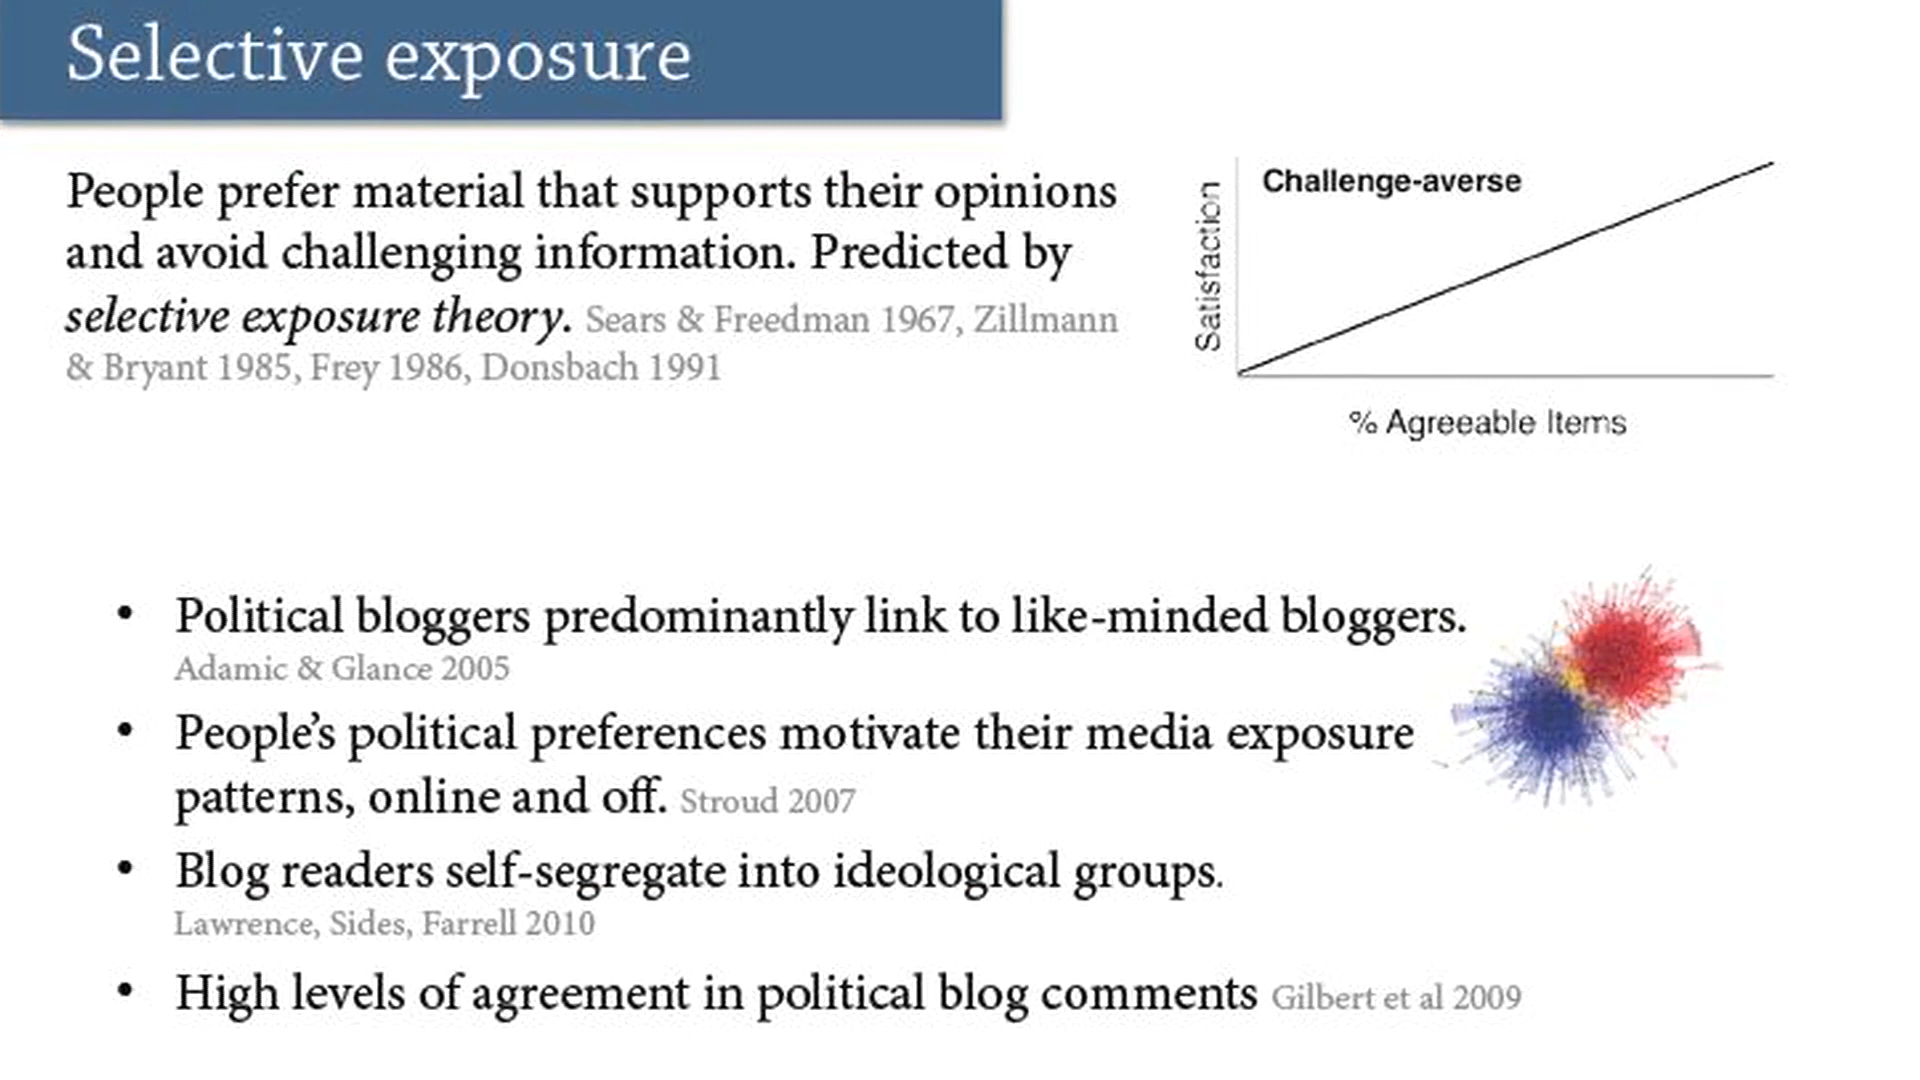 Selective exposure
People prefer material that supports their opinions
and avoid challenging information. Predicted by
selective exposure theory. Sears & Freedman 1967, Zillmann
& Bryant 1985, Frey 1986, Donsbach 1991
Challenge-averse
Satisfaction
% Agreeable Items
• Political bloggers predominantly link to like-minded bloggers.
Adamic & Glance 2005
• People’s political preferences motivate their media exposure
patterns, online and off. Stroud 2007
• Blog readers self-segregate into ideological groups.
Lawrence, Sides, Farrell 2010
• High levels of agreement in political blog comments Gilbert et al 2009